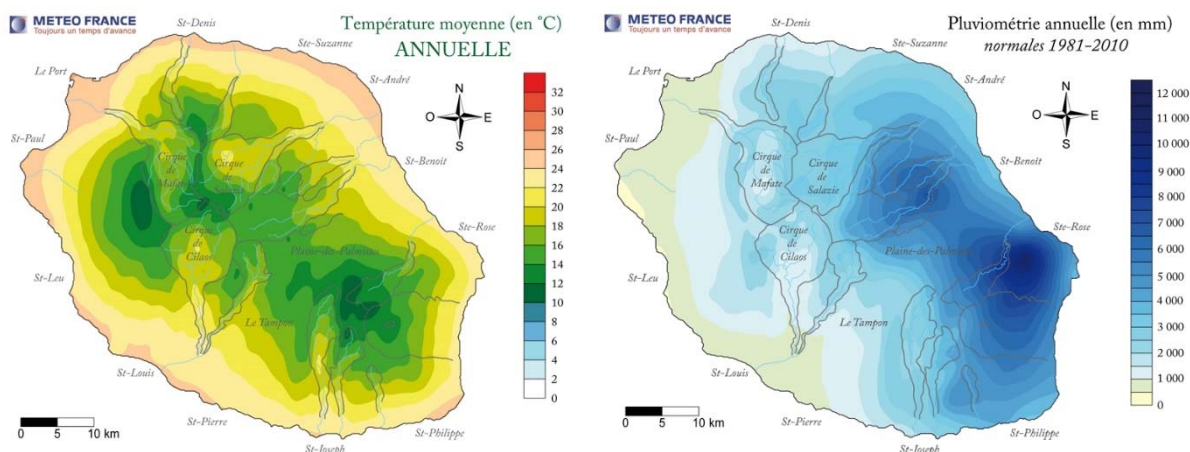 METEO FRANCE
Toujours un temps d'avance
St-Denis
Température moyenne (en °C)
ANNUELLE
Ste-Suzanne
Le Port
St-André
N
O
E
S
St-Paul
Cirque
de
Mafate
Cirque
de
St-Benoit
Ste-Rose
Cirque
de
Cilaos
Plaine-des-Palmistes
St-Leu
Le Tampon
St-Louis
St-Pierre
St-Philippe
St-Joseph
0
5
10 km
32
30
28
26
24
22
20
18
16
14
12
10
8
6
4
2
0
METEO FRANCE
Toujours un temps d'avance
St-Denis
Pluviométrie annuelle (en mm)
normales 1981-2010
Ste-Suzanne
Le Port
St-André
N
O
E
S
St-Paul
Cirque
de
Mafate
Cirque
de
Salazie
St-Benoit
Ste-Rose
Cirque
de
Cilaos
Plaine-des-Palmistes
St-Leu
Le Tampon
St-Louis
St-Pierre
St-Philippe
St-Joseph
0
5
10 km
12 000
11 000
10 000
9 000
8 000
7 000
6 000
5 000
4 000
3 000
2 000
1 000
0